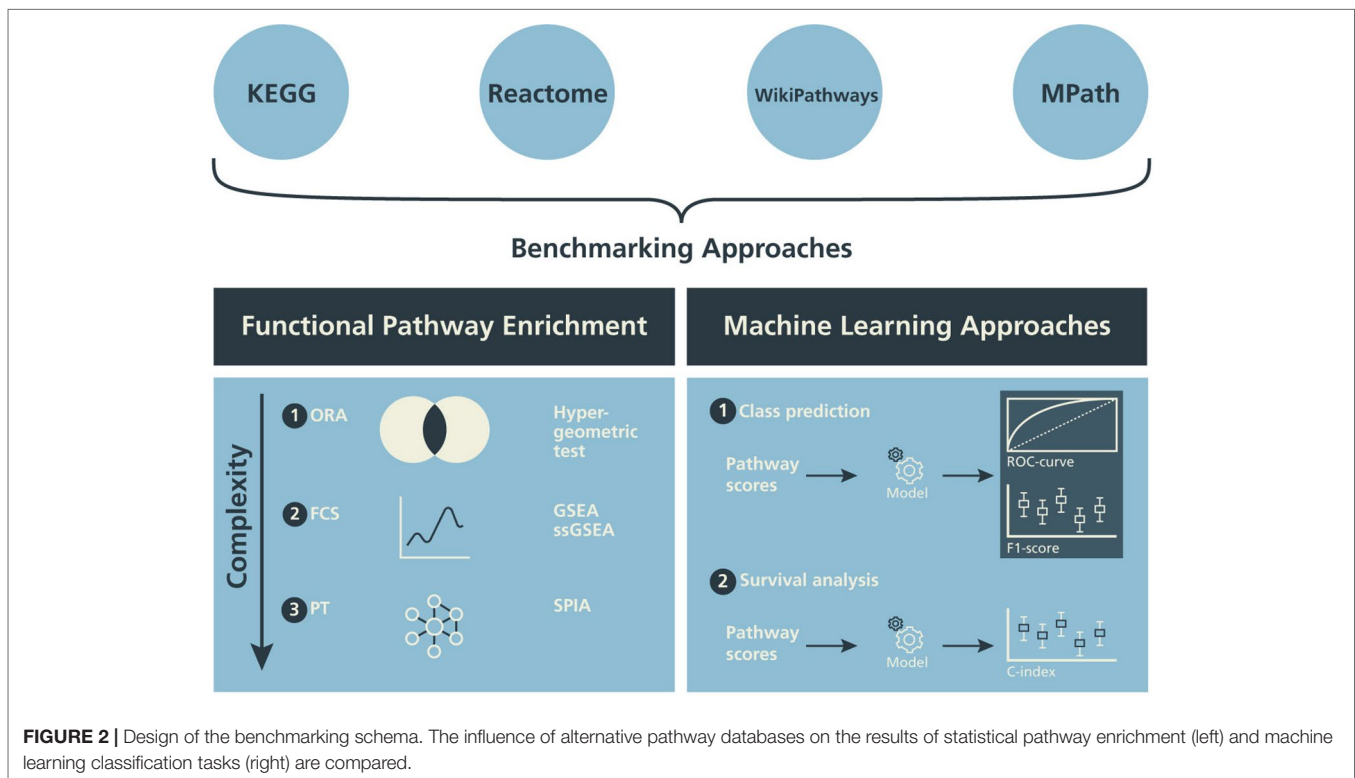 KEGG
Reactome
WikiPathways
MPath
Benchmarking Approaches
Functional Pathway Enrichment
Complexity
1 ORA
Hyper-
geometric
test
2 FCS
GSEA
ssGSEA
3 PT
SPIA
Machine Learning Approaches
1 Class prediction
Pathway
scores
Model
ROC-curve
F1-score
2 Survival analysis
Pathway
scores
Model
C-index
FIGURE 2 | Design of the benchmarking schema. The influence of alternative pathway databases on the results of statistical pathway enrichment (left) and machine
learning classification tasks (right) are compared.